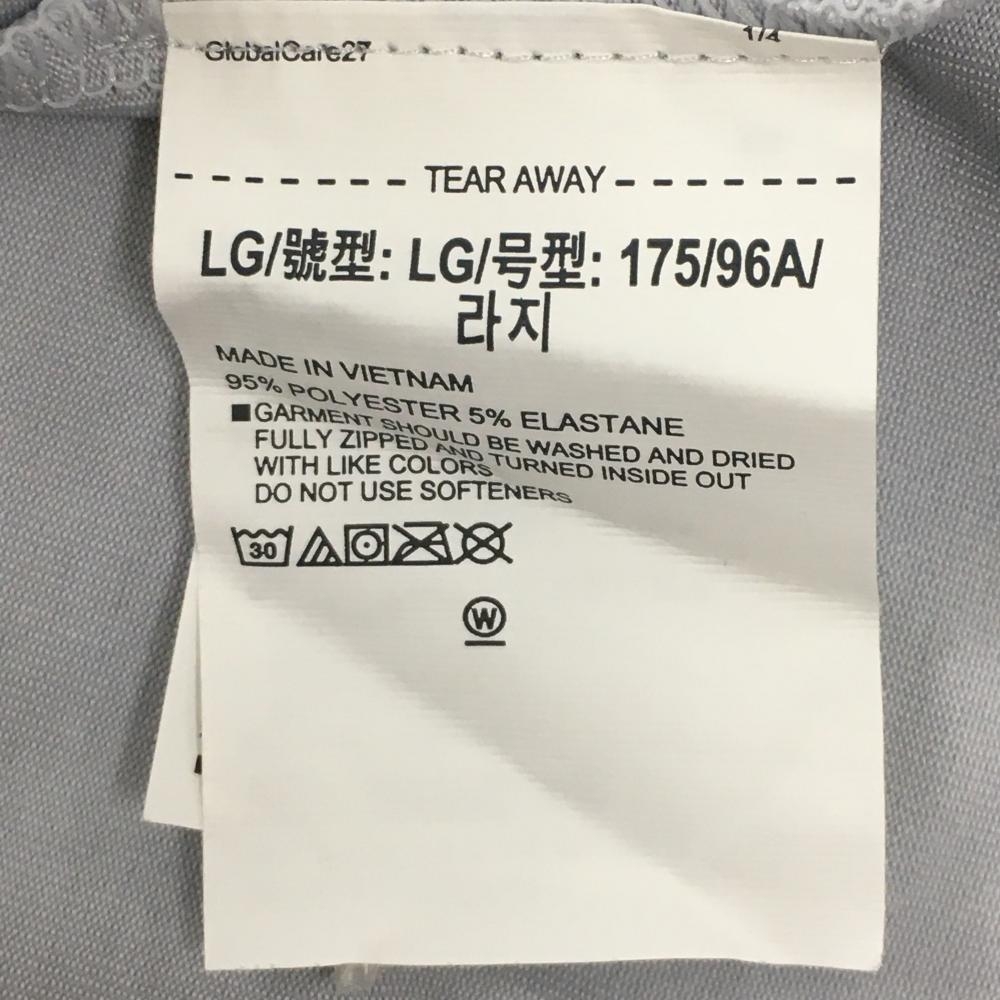 GlobalCare27
1/4
TEAR AWAY
LG/號型: LG/号型: 175/96A/
라지
MADE IN VIETNAM
95% POLYESTER 5% ELASTANE
■GARMENT SHOULD BE WASHED AND DRIED
FULLY ZIPPED AND TURNED INSIDE OUT
WITH LIKE COLORS
DO NOT USE SOFTENERS
30
W